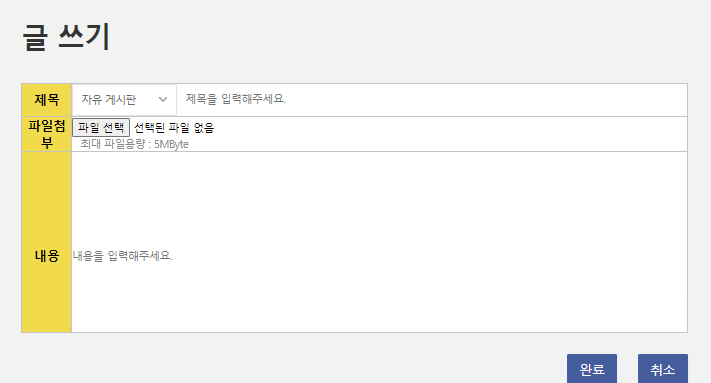 글 쓰기
제목 자유 게시판 제목을 입력해주세요.
파일첨
부
파일 선택 선택된 파일 없음
최대 파일용량 : 5MByte
내용 내용을 입력해주세요.
완료 취소